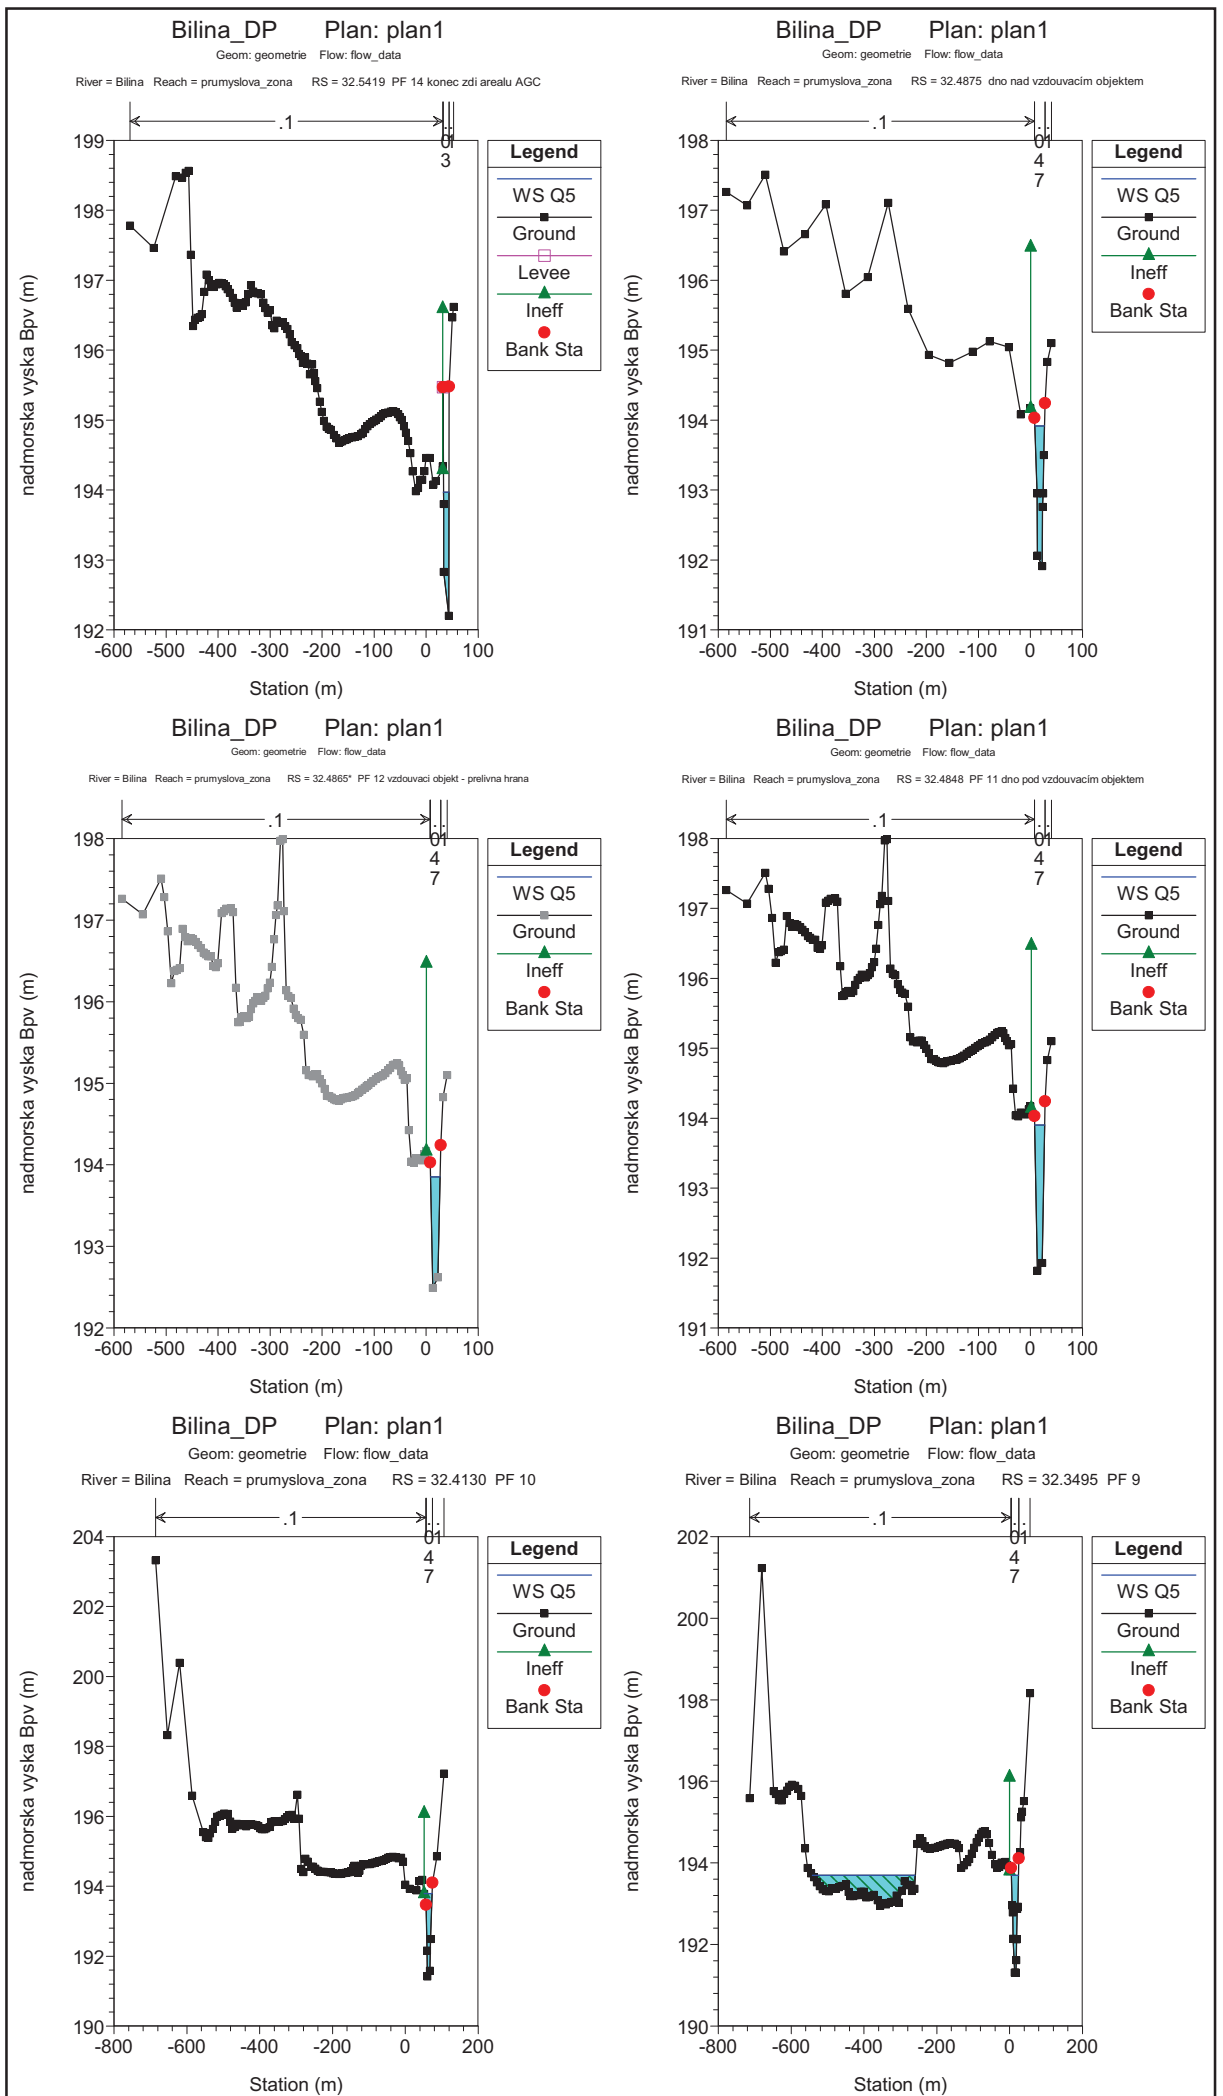 Bilina_DP Plan: plan1
Geom: geometrie Flow: flow_data
River = Bilina Reach = prumyslova_zona RS = 32.5419 PF 14 konec zdi arealu AGC
.1
.
.
03
01
199
198
197
196
195
194
193
192
nadmorska vyska Bpv (m)
-600 -500 -400 -300 -200 -100 0 100
Station (m)
Legend
WS Q5
Ground
Levee
Ineff
Bank Sta
Bilina_DP Plan: plan1
Geom: geometrie Flow: flow_data
River = Bilina Reach = prumyslova_zona RS = 32.4875 dno nad vzdouvacím objektem
.1
.
.
047
01
198
197
196
195
194
193
192
191
nadmorska vyska Bpv (m)
-600 -500 -400 -300 -200 -100 0 100
Station (m)
Legend
WS Q5
Ground
Ineff
Bank Sta
Bilina_DP Plan: plan1
Geom: geometrie Flow: flow_data
River = Bilina Reach = prumyslova_zona RS = 32.4865* PF 12 vzdouvaci objekt - prelivna hrana
.1
.
.
047
01
198
197
196
195
194
193
192
nadmorska vyska Bpv (m)
-600 -500 -400 -300 -200 -100 0 100
Station (m)
Legend
WS Q5
Ground
Ineff
Bank Sta
Bilina_DP Plan: plan1
Geom: geometrie Flow: flow_data
River = Bilina Reach = prumyslova_zona RS = 32.4848 PF 11 dno pod vzdouvacím objektem
.1
.
.
047
01
198
197
196
195
194
193
192
191
nadmorska vyska Bpv (m)
-600 -500 -400 -300 -200 -100 0 100
Station (m)
Legend
WS Q5
Ground
Ineff
Bank Sta
Bilina_DP Plan: plan1
Geom: geometrie Flow: flow_data
River = Bilina Reach = prumyslova_zona RS = 32.4130 PF 10
.1
.
.
047
01
204
202
200
198
196
194
192
190
nadmorska vyska Bpv (m)
-800 -600 -400 -200 0 200
Station (m)
Legend
WS Q5
Ground
Ineff
Bank Sta
Bilina_DP Plan: plan1
Geom: geometrie Flow: flow_data
River = Bilina Reach = prumyslova_zona RS = 32.3495 PF 9
.1
.
.
047
01
202
200
198
196
194
192
190
nadmorska vyska Bpv (m)
-800 -600 -400 -200 0 200
Station (m)
Legend
WS Q5
Ground
Ineff
Bank Sta